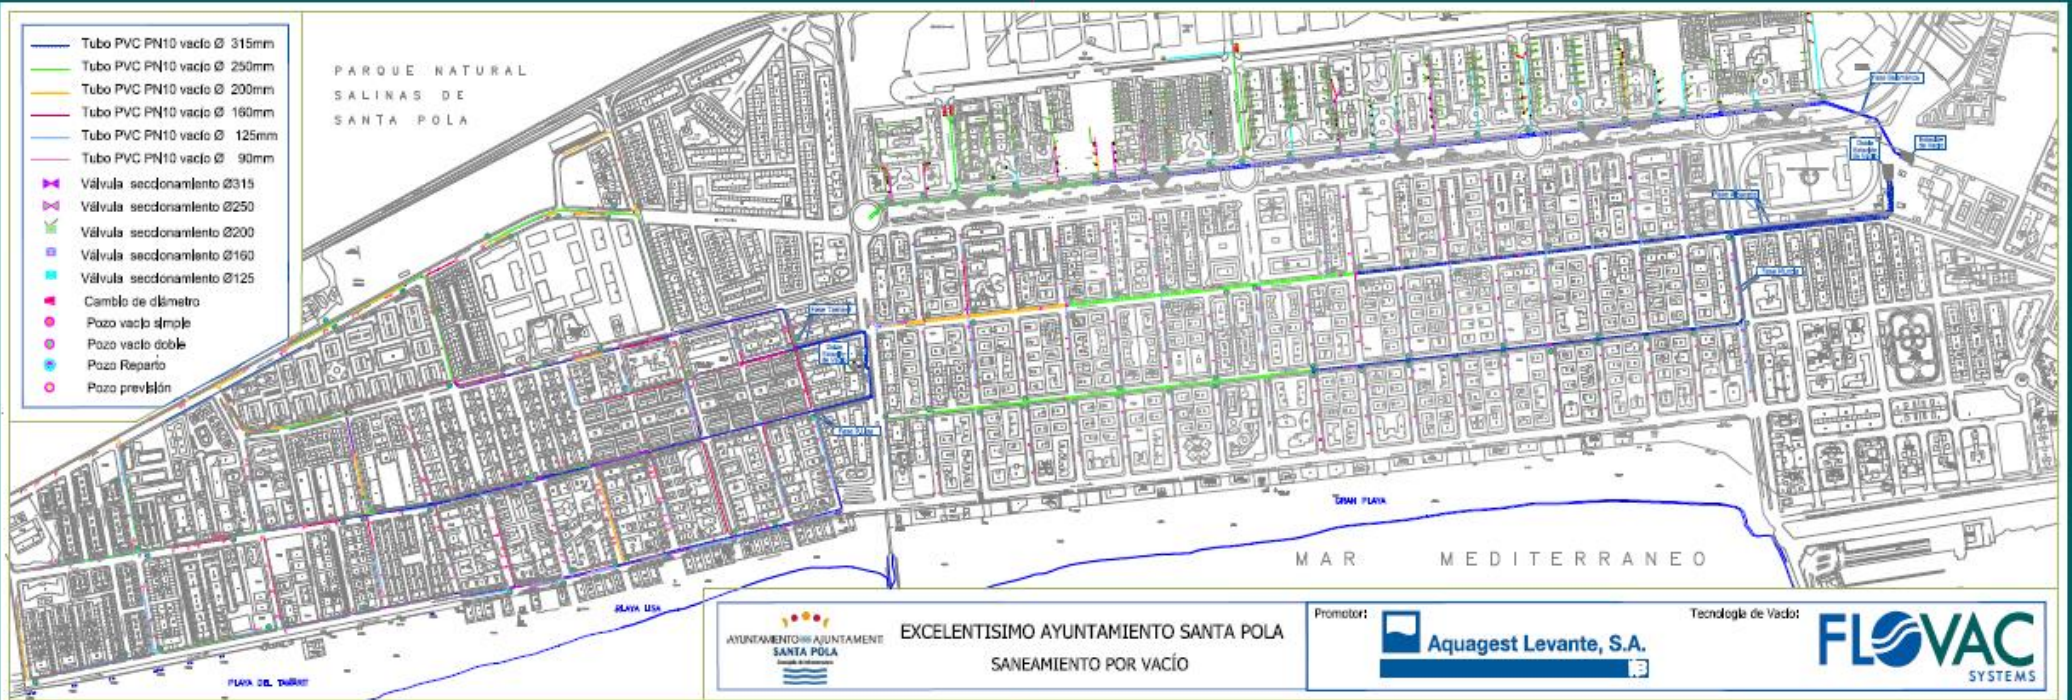 Tubo PVC PN10 vacío Ø 315mm
Tubo PVC PN10 vacío Ø 250mm
Tubo PVC PN10 vacío Ø 200mm
Tubo PVC PN10 vacío Ø 160mm
Tubo PVC PN10 vacío Ø 125mm
Tubo PVC PN10 vacío Ø 90mm
Válvula seccionamiento Ø315
Válvula seccionamiento Ø250
Válvula seccionamiento Ø200
Válvula seccionamiento Ø160
Válvula seccionamiento Ø125
Cambio de diámetro
Pozo vacío simple
Pozo vacío doble
Pozo Reparto
Pozo previsión
PARQUE NATURAL
SALINAS DE
SANTA POLA
GRAN PLAYA
MAR MEDITERRANEO
PLAYA LISA
PLAYA DEL TAMARIT
AYUNTAMIENTO AJUNTAMENT
SANTA POLA
EXCELENTISIMO AYUNTAMIENTO SANTA POLA
SANEAMIENTO POR VACÍO
Promotor:
Aquagest Levante, S.A.
Tecnología de Vacío:
FLOVAC
SYSTEMS